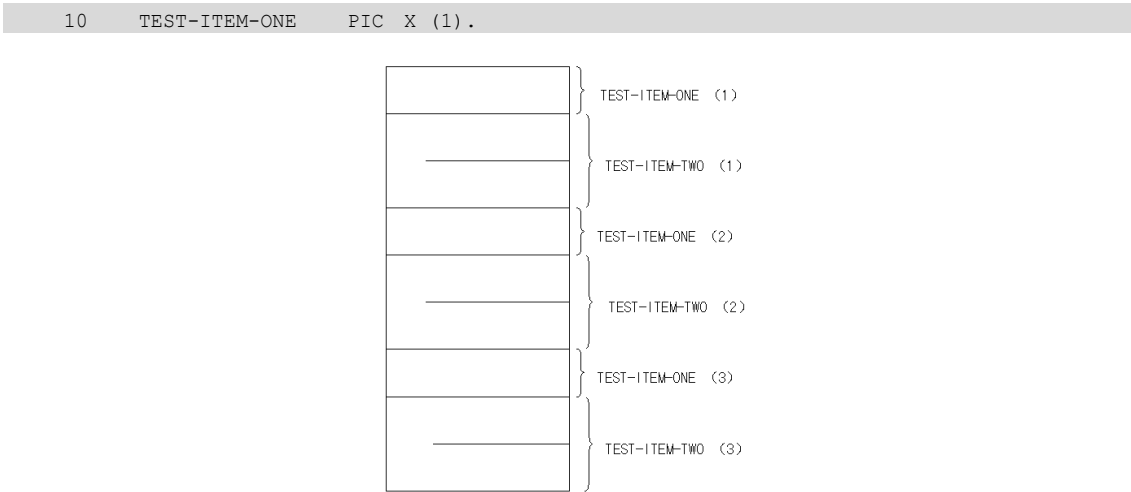 10 TEST-ITEM-ONE PIC X (1).
TEST-ITEM-ONE (1)
TEST-ITEM-TWO (1)
TEST-ITEM-ONE (2)
TEST-ITEM-TWO (2)
TEST-ITEM-ONE (3)
TEST-ITEM-TWO (3)